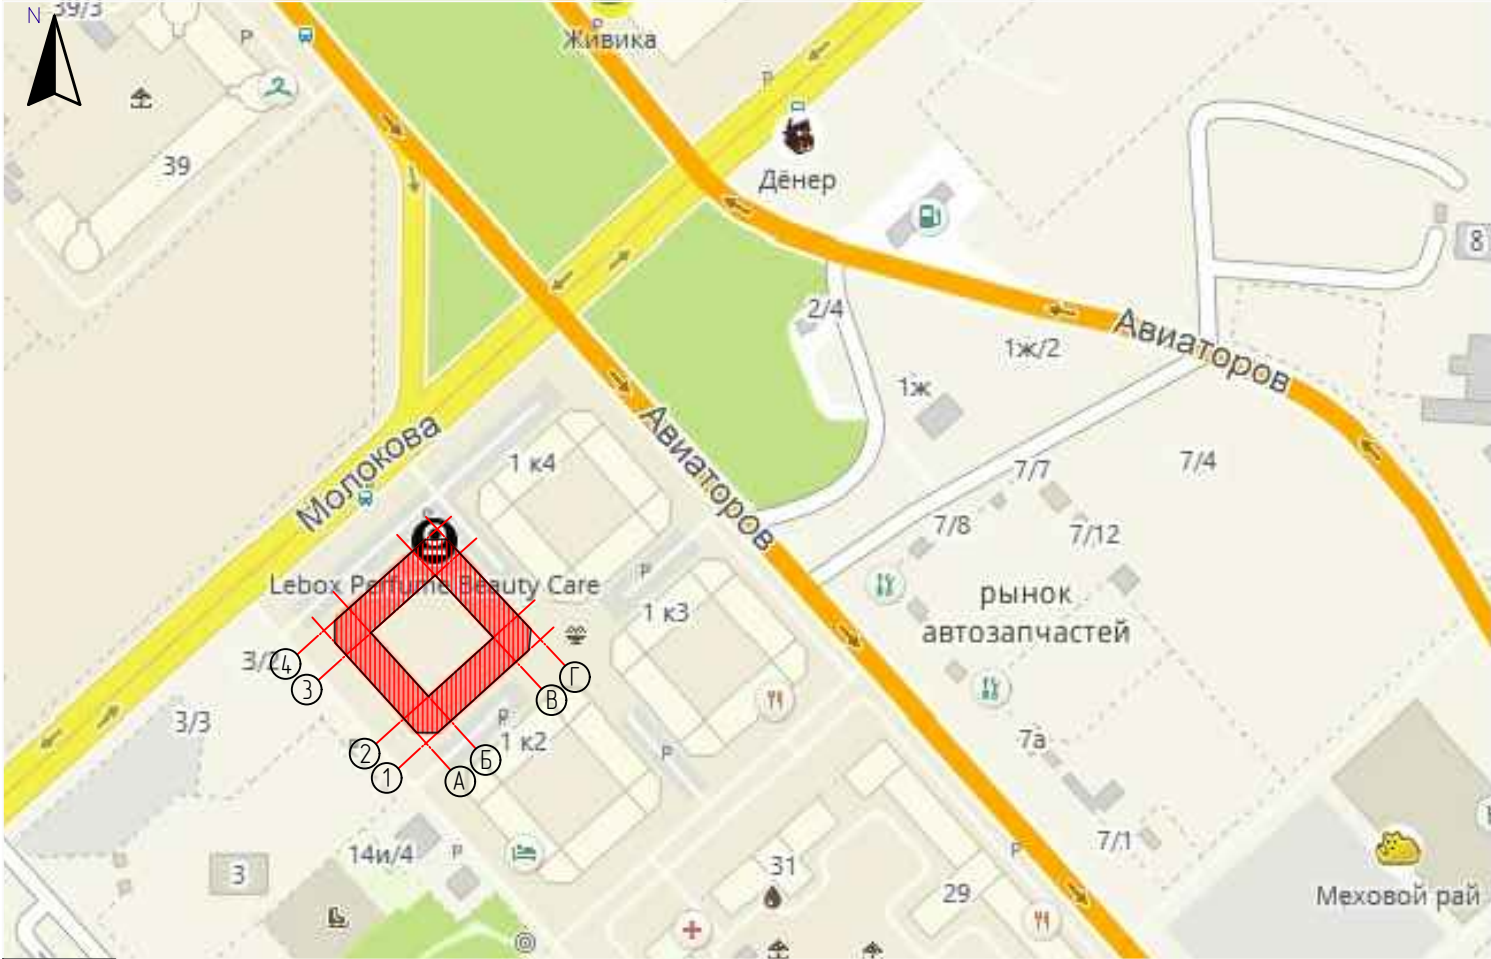 N
39/3
P
P
Живика
P
39
Дёнер
8
2/4
Авиаторов
1ж/2
1ж
Молокова
1 к4
Авиаторов
7/7
7/4
7/8
7/12
P
Lebox Perfume Beauty Care
P
1 к3
рынок
автозапчастей
3/2
4
3
Г
В
3/3
P
1 к2
2
1
А
Б
P
7а
7/1
14и/4
P
3
31
29
P
Меховой рай